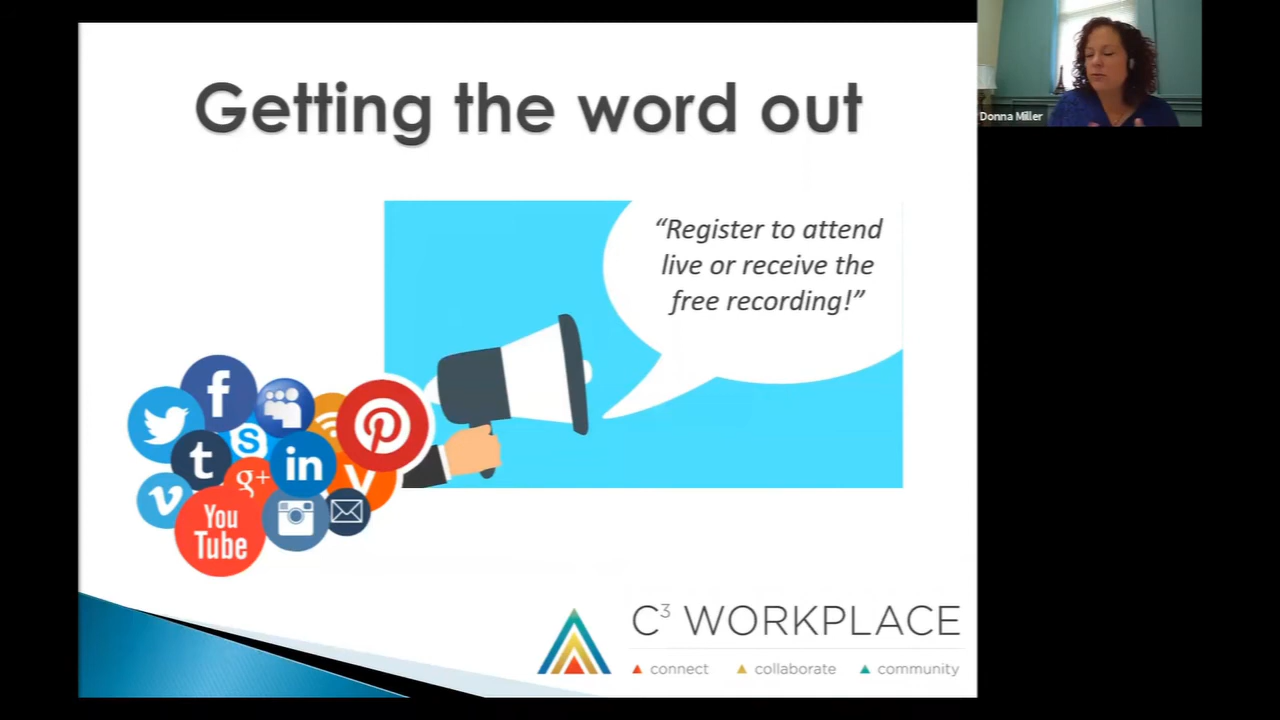 Getting the word out
“Register to attend
live or receive the
free recording!”
Donna Miller
f
t
S
in
g+
V
You
Tube
C³ WORKPLACE
connect
collaborate
community